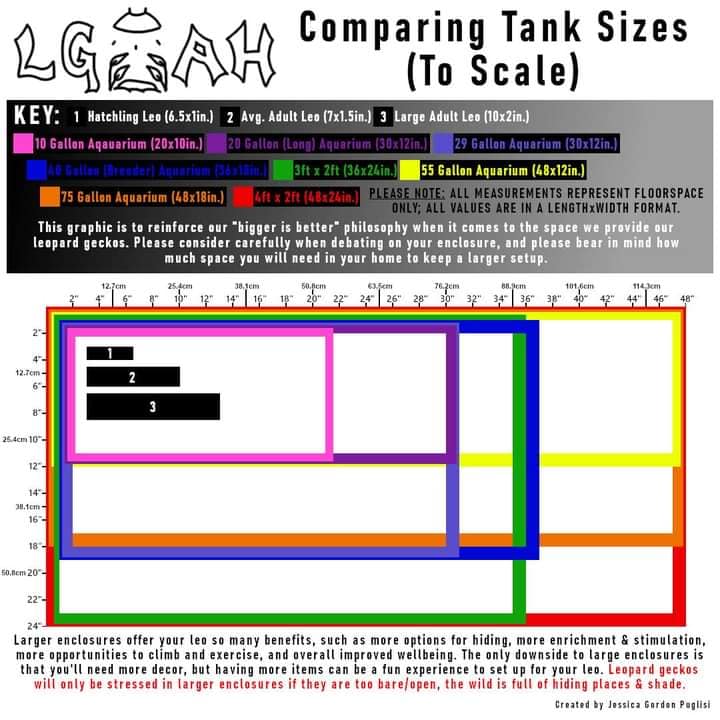 LG AH
Comparing Tank Sizes
(To Scale)
KEY: 1 Hatchling Leo (6.5x1in.) 2 Avg. Adult Leo (7x1.5in.) 3 Large Adult Leo (10x2in.)
10 Gallon Aqauarium (20x10in.) 20 Gallon (Long) Aquarium (30x12in.) 29 Gallon Aquarium (30x12in.)
40 Gallon (Breeder) Aquarium (36x18in.) 3ft x 2ft (36x24in.) 55 Gallon Aquarium (48x12in.)
75 Gallon Aquarium (48x18in.) 4ft x 2ft (48x24in.) PLEASE NOTE: ALL MEASUREMENTS REPRESENT FLOORSPACE
ONLY; ALL VALUES ARE IN A LENGTHxWIDTH FORMAT.
This graphic is to reinforce our "bigger is better" philosophy when it comes to the space we provide our
leopard geckos. Please consider carefully when debating on your enclosure, and please bear in mind how
much space you will need in your home to keep a larger setup.
12.7cm 25.4cm 38.1cm 50.8cm 63.5cm 76.2cm 88.9cm 101.6cm 114.3cm
2" 4" 6" 8" 10" 12" 14" 16" 18" 20" 22" 24" 26" 28" 30" 32" 34" 36" 38" 40" 42" 44" 46" 48"
2"
4"
12.7cm
6"
8"
25.4cm 10"
12"
14"
38.1cm
16"
18"
50.8cm 20"
22"
24"
1
2
3
Larger enclosures offer your leo so many benefits, such as more options for hiding, more enrichment & stimulation,
more opportunities to climb and exercise, and overall improved wellbeing. The only downside to large enclosures is
that you'll need more decor, but having more items can be a fun experience to set up for your leo. Leopard geckos
will only be stressed in larger enclosures if they are too bare/open, the wild is full of hiding places & shade.
Created by Jessica Gordon Puglisi